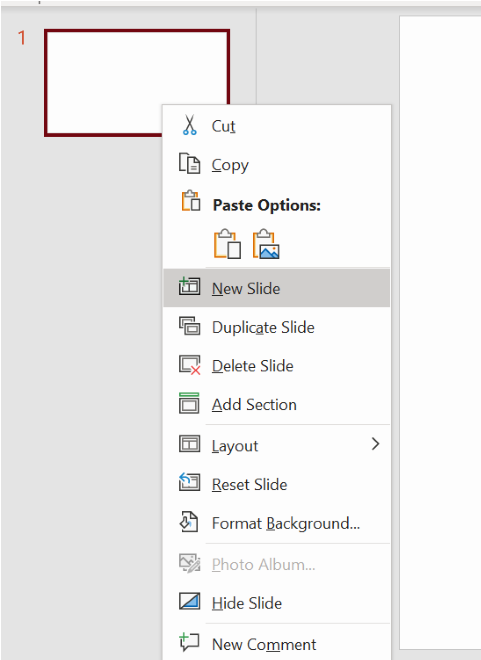 1
Cut
Copy
Paste Options:
New Slide
Duplicate Slide
Delete Slide
Add Section
Layout
Reset Slide
Format Background...
Photo Album...
Hide Slide
New Comment